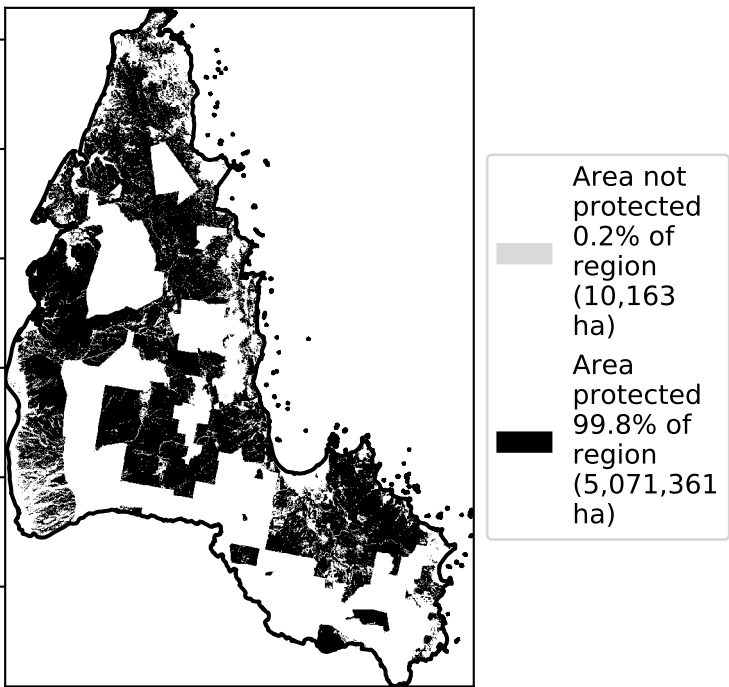 Area not
protected
0.2% of
region
(10,163
ha)
Area
protected
99.8% of
region
(5,071,361
ha)